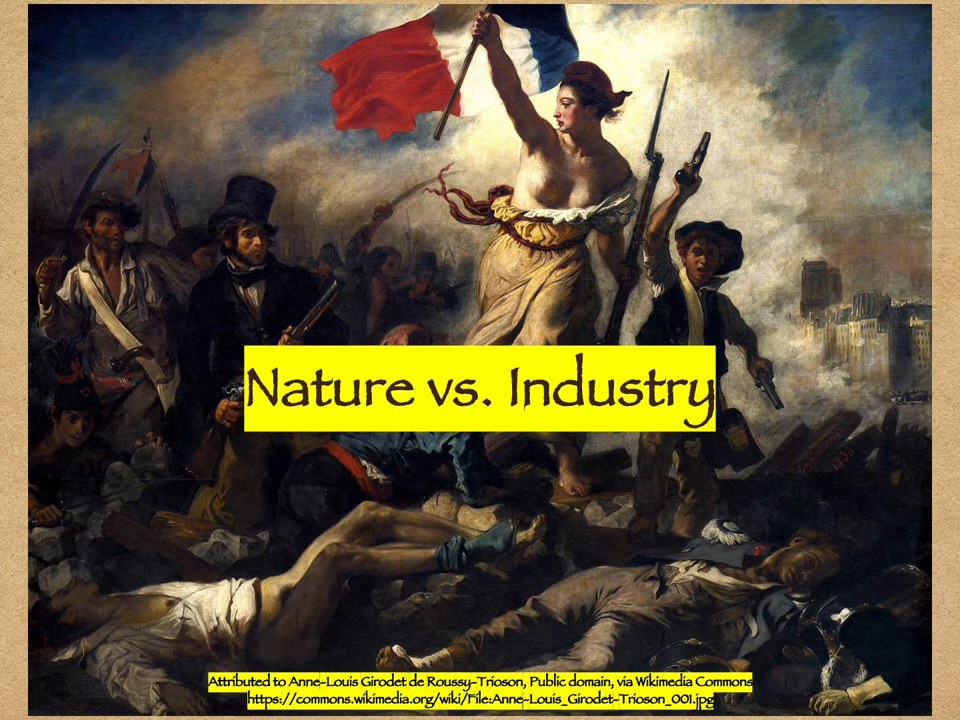 Nature vs. Industry
Attributed to Anne-Louis Girodet de Roussy-Trioson, Public domain, via Wikimedia Commons
https://commons.wikimedia.org/wiki/File:Anne-Louis_Girodet-Trioson_001.jpg